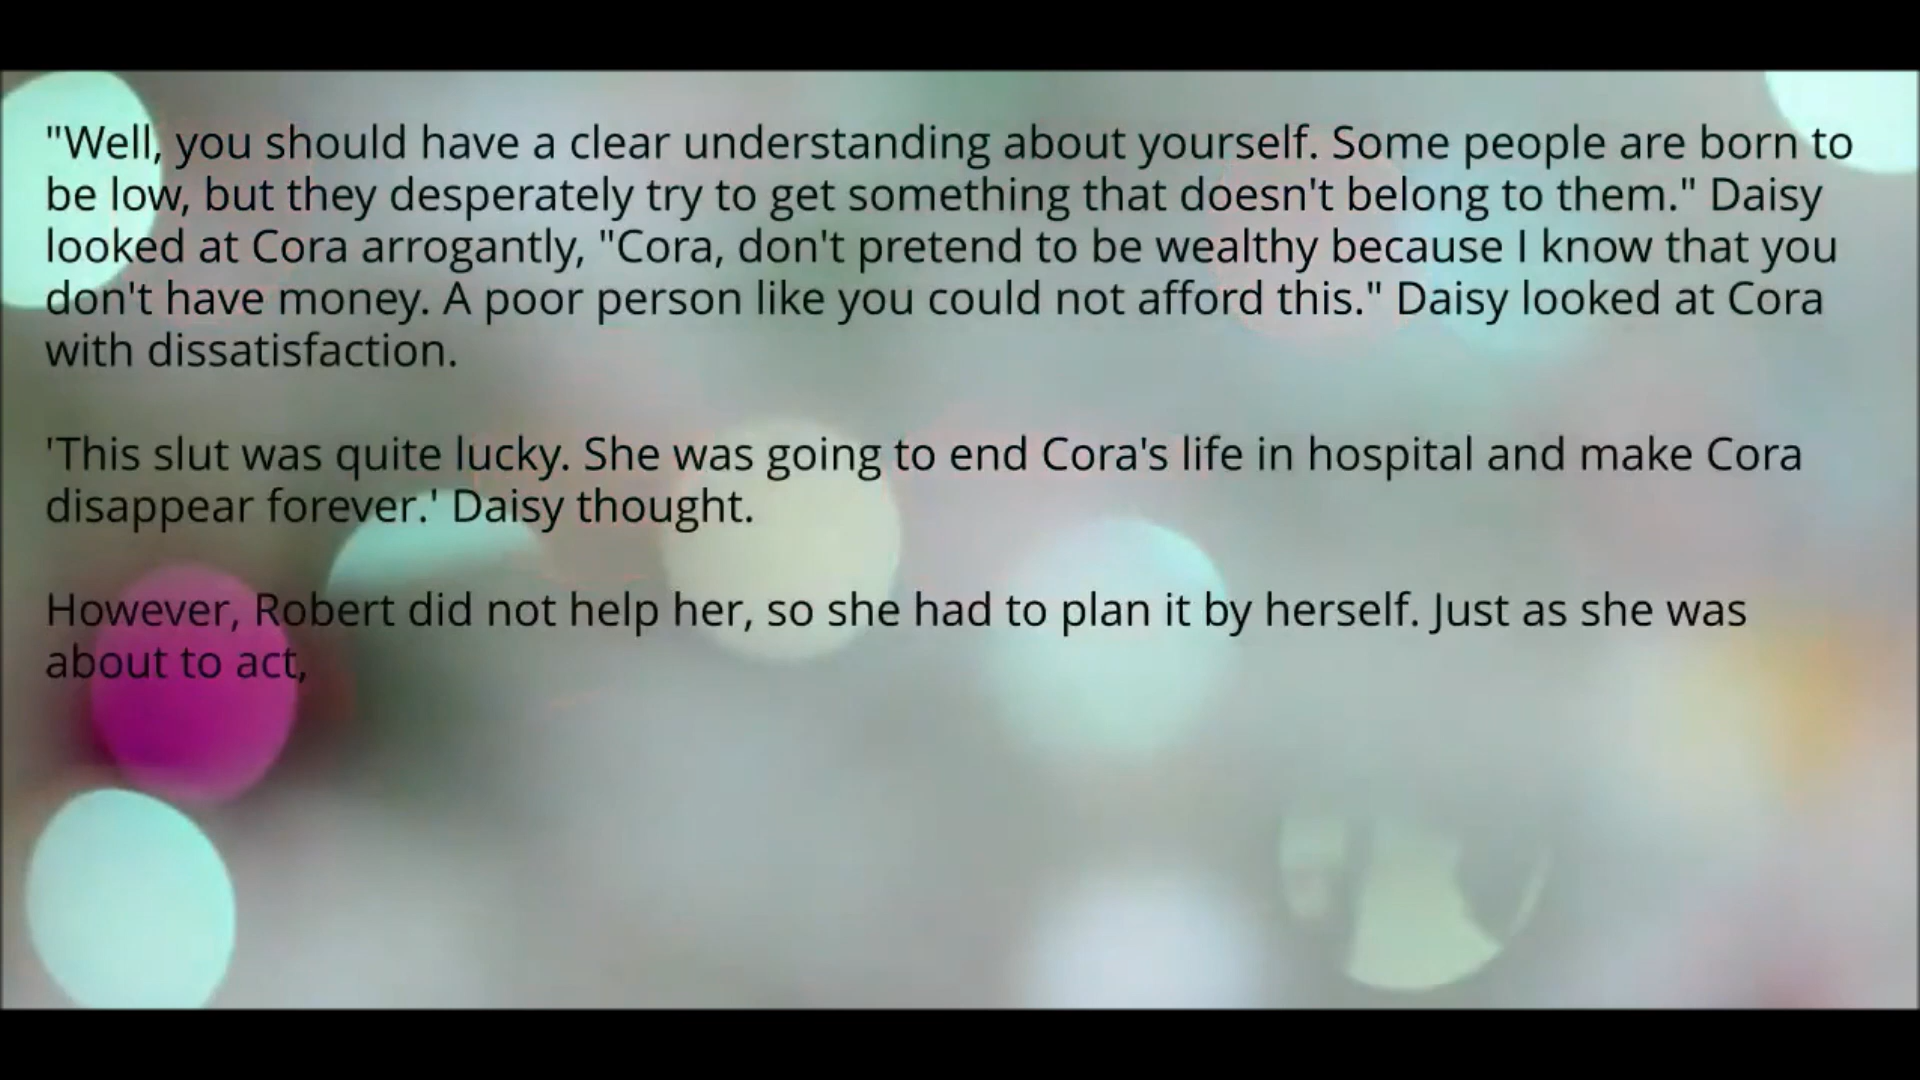 "Well, you should have a clear understanding about yourself. Some people are born to
be low, but they desperately try to get something that doesn't belong to them." Daisy
looked at Cora arrogantly, "Cora, don't pretend to be wealthy because I know that you
don't have money. A poor person like you could not afford this." Daisy looked at Cora
with dissatisfaction.
'This slut was quite lucky. She was going to end Cora's life in hospital and make Cora
disappear forever.' Daisy thought.
However, Robert did not help her, so she had to plan it by herself. Just as she was
about to act,